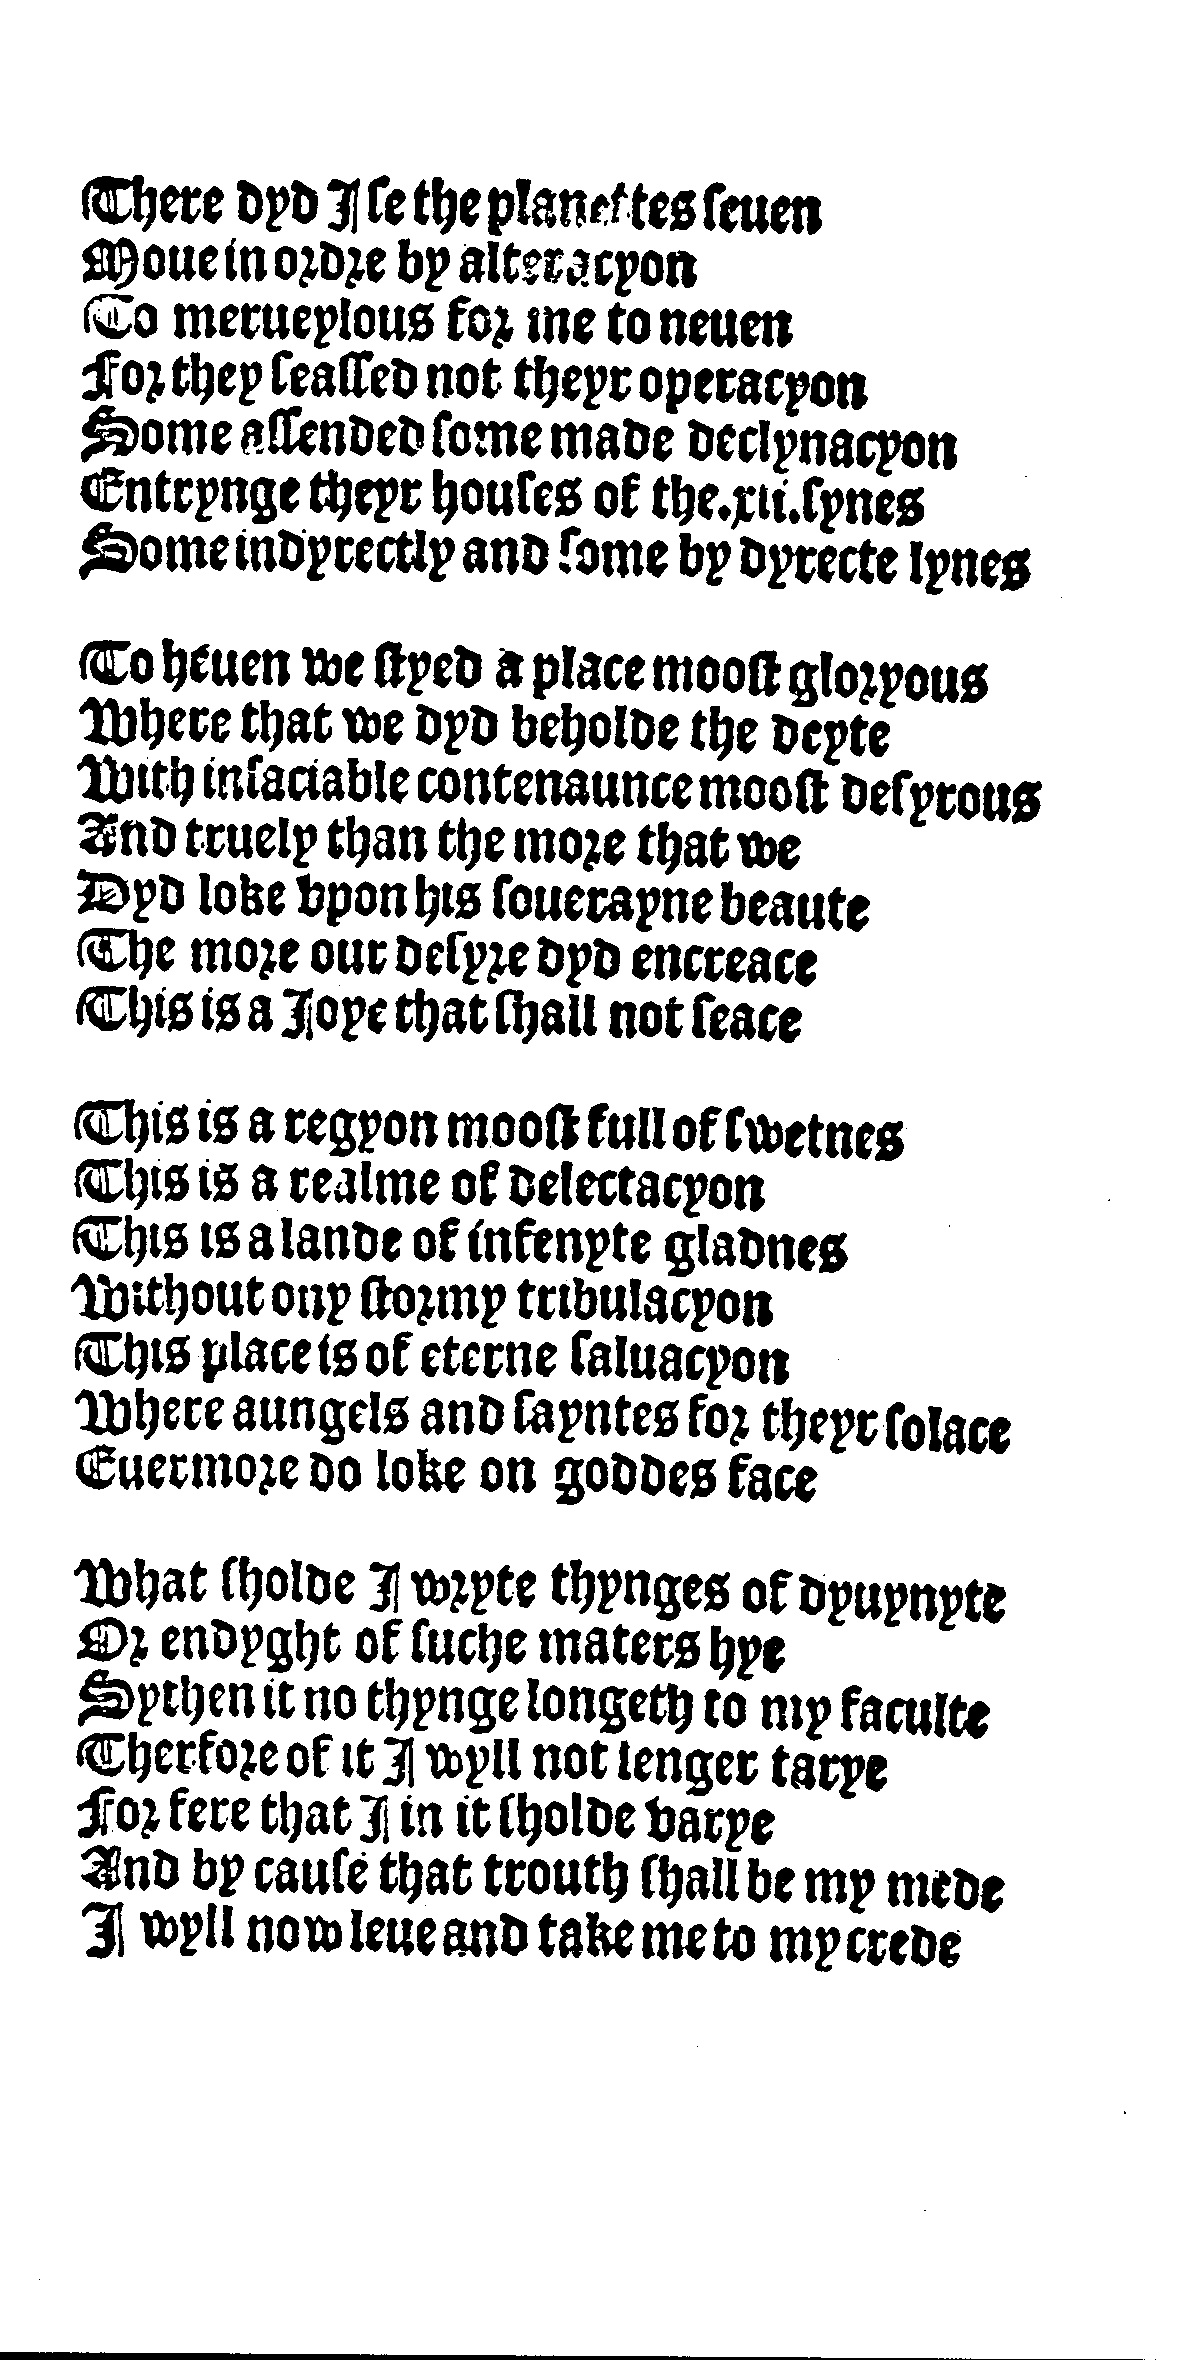 There dyd I ſe the planettes ſeuen
Moue in ordre by alteracyon
To merueylous for me to neuen
For they ſeaſſed not theyr operacyon
Some aſſended ſome made declynacyon
Entrynge theyr houſes of the .xii. ſynes
Some indyrectly and ſome by dyrecte lynes

To heuen we ſtyed a place mooſt gloryous
Where that we dyd beholde the deyte
With inſaciable contenaunce mooſt deſyrous
And truely than the more that we
Dyd loke vpon his ſouerayne beaute
The more our deſyre dyd encreace
This is a Ioye that ſhall not ſeace

This is a regyon mooſt full of ſwetnes
This is a realme of delectacyon
This is a lande of infenyte gladnes
Without ony ſtormy tribulacyon
This place is of eterne ſaluacyon
Where aungels and ſayntes for theyr ſolace
Euermore do loke on goddes face

What ſholde I wryte thynges of dyuynyte
Or endyght of ſuche maters hye
Sythen it no thynge longeth to my faculte
Therfore of it I wyll not lenger tarye
For fere that I in it ſholde varye
And by cauſe that trouth ſhall be my mede
I wyll now leue and take me to my crede